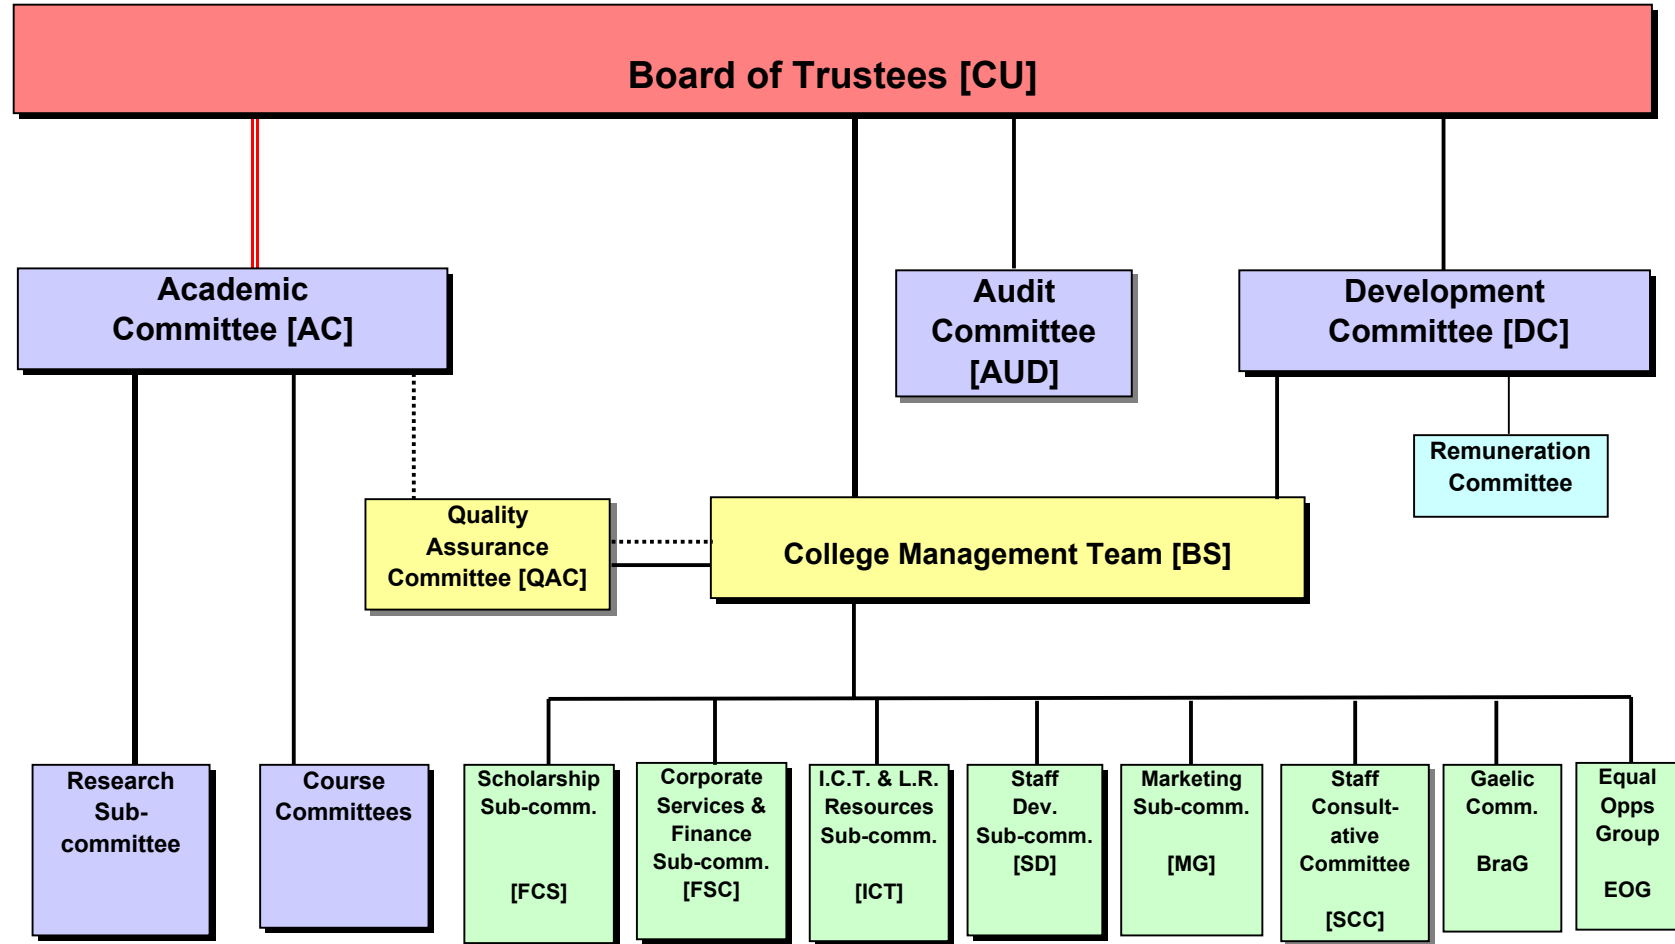 Board of Trustees [CU]
Academic
Committee [AC]
Audit
Committee
[AUD]
Development
Committee [DC]
Remuneration
Committee
Quality
Assurance
Committee [QAC]
College Management Team [BS]
Research
Sub-
committee
Course
Committees
Scholarship
Sub-comm.
[FCS]
Corporate
Services &
Finance
Sub-comm.
[FSC]
I.C.T. & L.R.
Resources
Sub-comm.
[ICT]
Staff
Dev.
Sub-comm.
[SD]
Marketing
Sub-comm.
[MG]
Staff
Consult-
ative
Committee
[SCC]
Gaelic
Comm.
BraG
Equal
Opps
Group
EOG